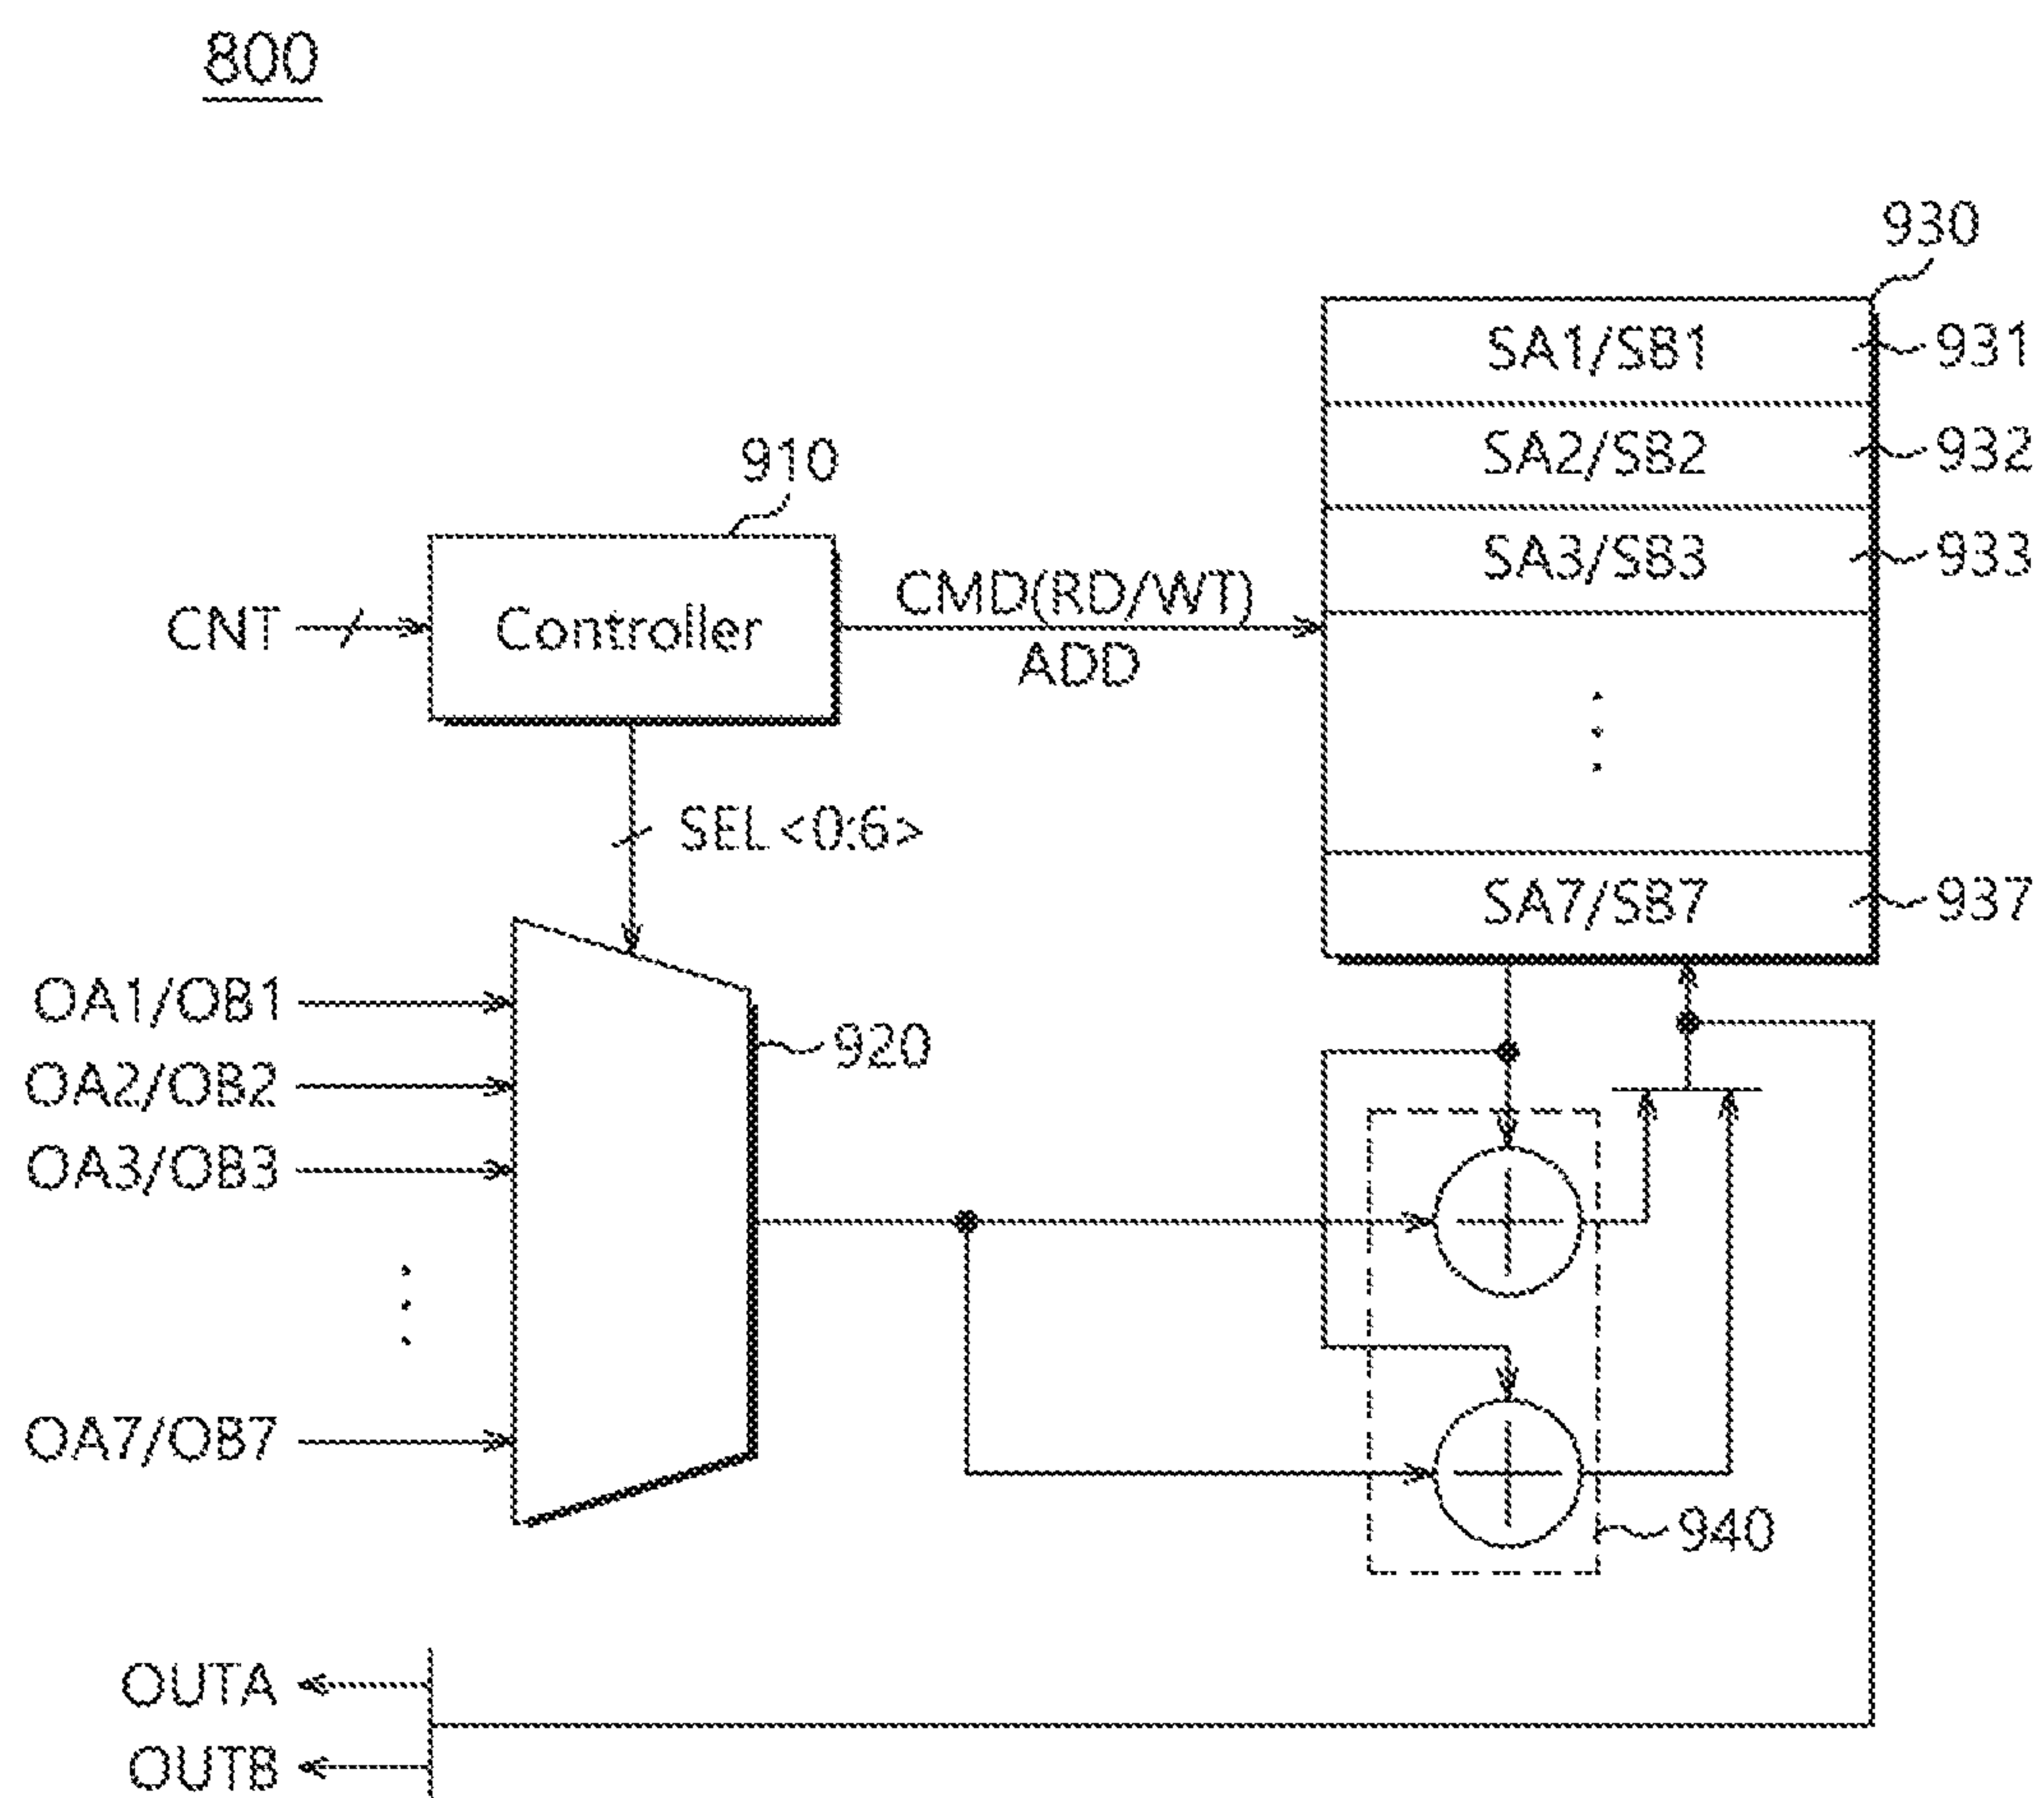 800
930
SA1/SB1
931
SA2/SB2
932
910
SA3/SB3
933
CNT
Controller
CMD(RD/WT)
ADD
SEL<0:6>
SA7/SB7
937
OA1/OB1
920
OA2/OB2
OA3/OB3
OA7/OB7
940
OUTA
OUTB